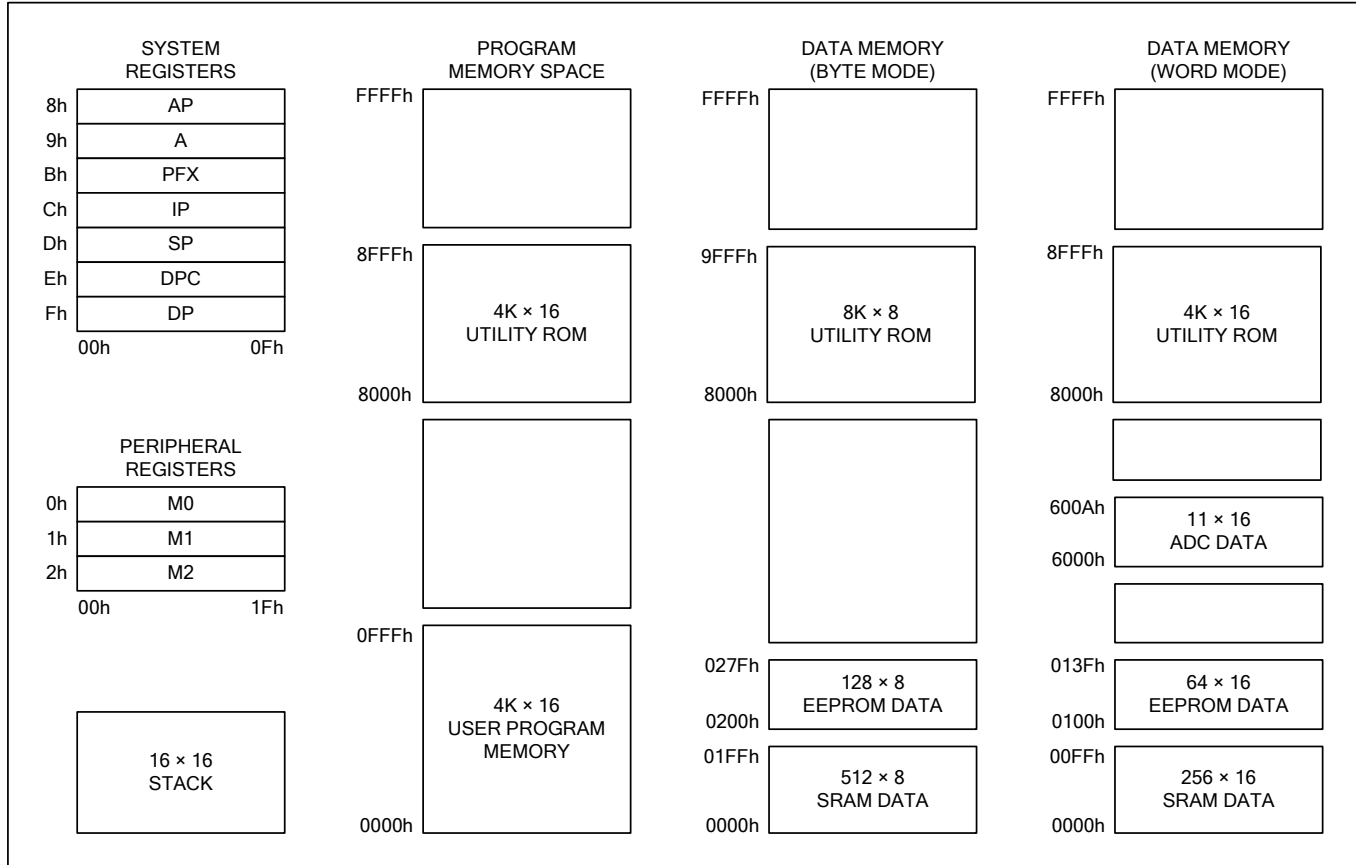 SYSTEM
REGISTERS
8h AP
9h A
Bh PFX
Ch IP
Dh SP
Eh DPC
Fh DP
00h 0Fh
PERIPHERAL
REGISTERS
0h M0
1h M1
2h M2
00h 1Fh
16 × 16
STACK
PROGRAM
MEMORY SPACE
FFFFh
8FFFh
4K × 16
UTILITY ROM
8000h
0FFFh
4K × 16
USER PROGRAM
MEMORY
0000h
DATA MEMORY
(BYTE MODE)
FFFFh
9FFFh
8K × 8
UTILITY ROM
8000h
027Fh
128 × 8
EEPROM DATA
0200h
01FFh
512 × 8
SRAM DATA
0000h
DATA MEMORY
(WORD MODE)
FFFFh
8FFFh
4K × 16
UTILITY ROM
8000h
600Ah
11 × 16
ADC DATA
6000h
013Fh
64 × 16
EEPROM DATA
0100h
00FFh
256 × 16
SRAM DATA
0000h